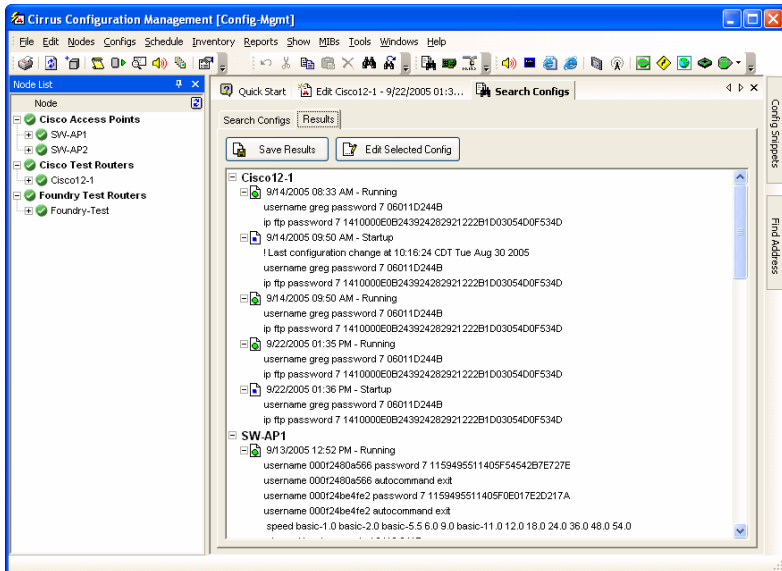 Cirrus Configuration Management [Config-Mgmt]
File Edit Nodes Configs Schedule Inventory Reports Show MIBs Tools Windows Help
Node List
Node
Cisco Access Points
SW-AP1
SW-AP2
Cisco Test Routers
Cisco12-1
Foundry Test Routers
Foundry-Test
Quick Start
Edit Cisco12-1 - 9/22/2005 01:3...
Search Configs
Search Configs
Results
Save Results
Edit Selected Config
Cisco12-1
9/14/2005 08:33 AM - Running
username greg password 7 06011D244B
ip ftp password 7 1410000E0B243924282921222B1D03054D0F534D
9/14/2005 09:50 AM - Startup
! Last configuration change at 10:16:24 CDT Tue Aug 30 2005
username greg password 7 06011D244B
ip ftp password 7 1410000E0B243924282921222B1D03054D0F534D
9/14/2005 09:50 AM - Running
username greg password 7 06011D244B
ip ftp password 7 1410000E0B243924282921222B1D03054D0F534D
9/22/2005 01:35 PM - Running
username greg password 7 06011D244B
ip ftp password 7 1410000E0B243924282921222B1D03054D0F534D
9/22/2005 01:36 PM - Startup
username greg password 7 06011D244B
ip ftp password 7 1410000E0B243924282921222B1D03054D0F534D
SW-AP1
9/13/2005 12:52 PM - Running
username 000f2480a566 password 7 1159495511405F54542B7E727E
username 000f2480a566 autocommand exit
username 000f24be4fe2 password 7 1159495511405F0E017E2D217A
username 000f24be4fe2 autocommand exit
speed basic-1.0 basic-2.0 basic-5.5 6.0 9.0 basic-11.0 12.0 18.0 24.0 36.0 48.0 54.0
Config Snippets
Find Address